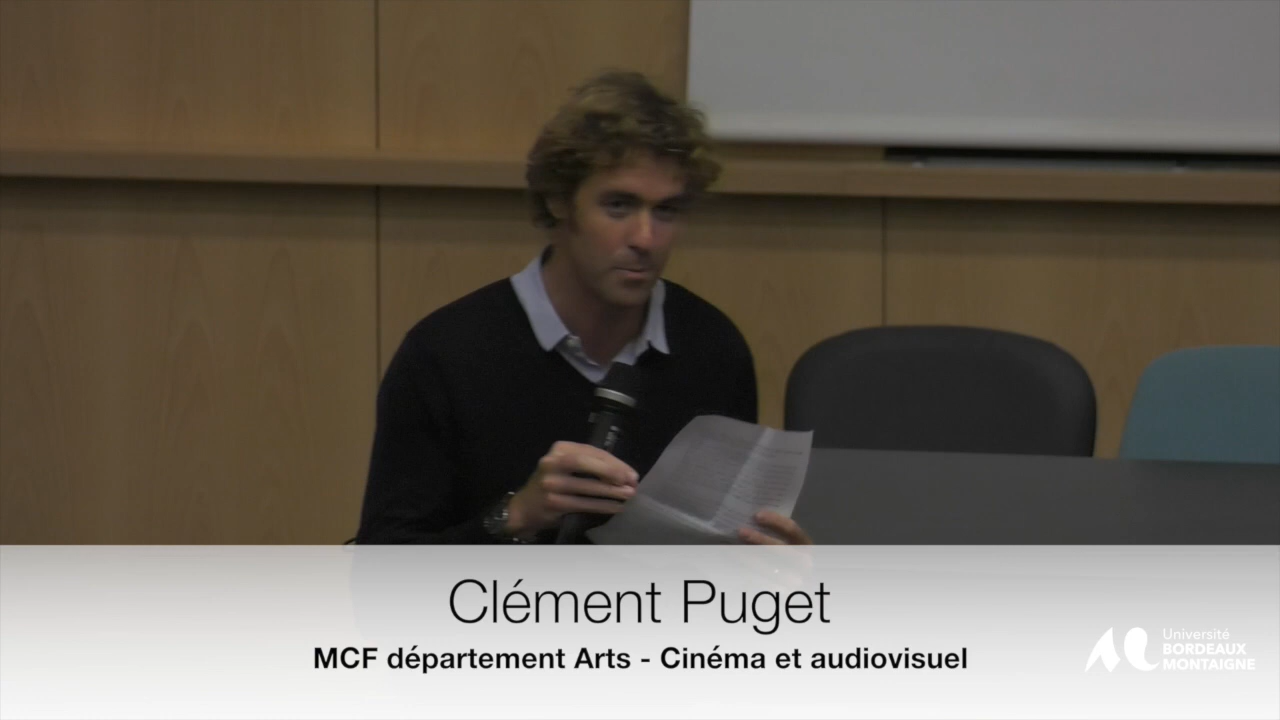 Clément Puget
MCF département Arts - Cinéma et audiovisuel
Université
BORDEAUX
MONTAIGNE